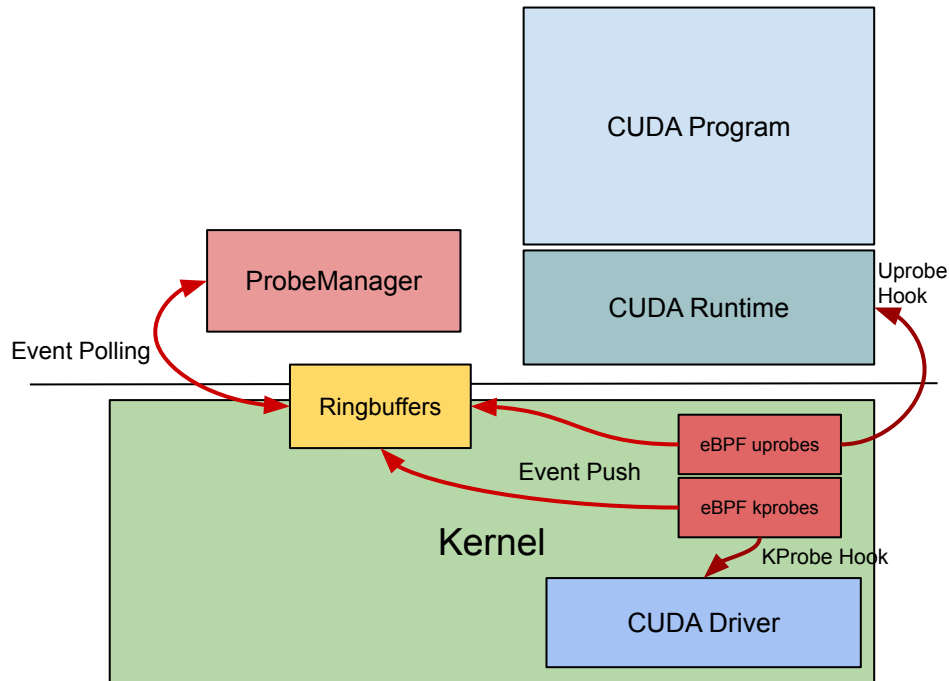 CUDA Program
ProbeManager
CUDA Runtime
Uprobe
Hook
Event Polling
Ringbuffers
eBPF uprobes
Event Push
eBPF kprobes
Kernel
KProbe Hook
CUDA Driver